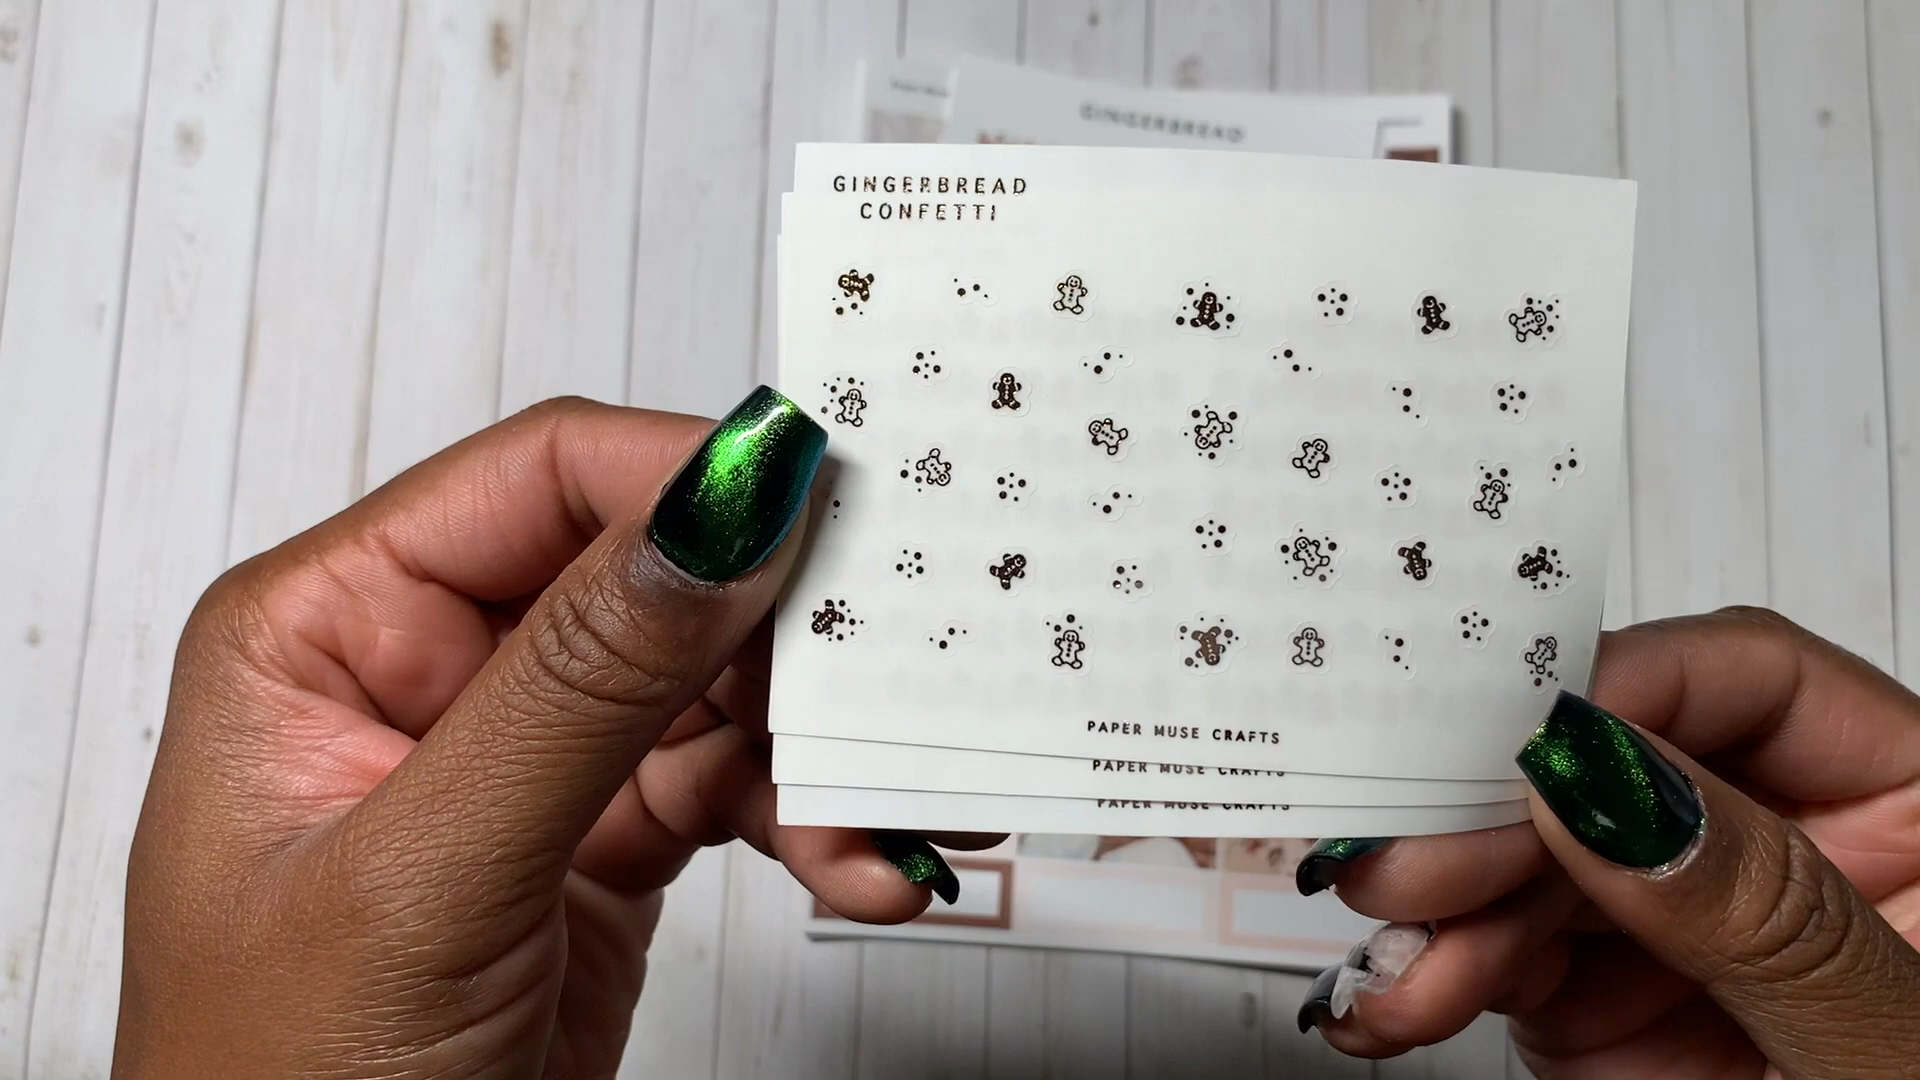 GINGERBREAD
GINGERBREAD
CONFETTI
PAPER MUSE CRAFTS
PAPER MUSE CRAFTS
PAPER MUSE CRAFTS